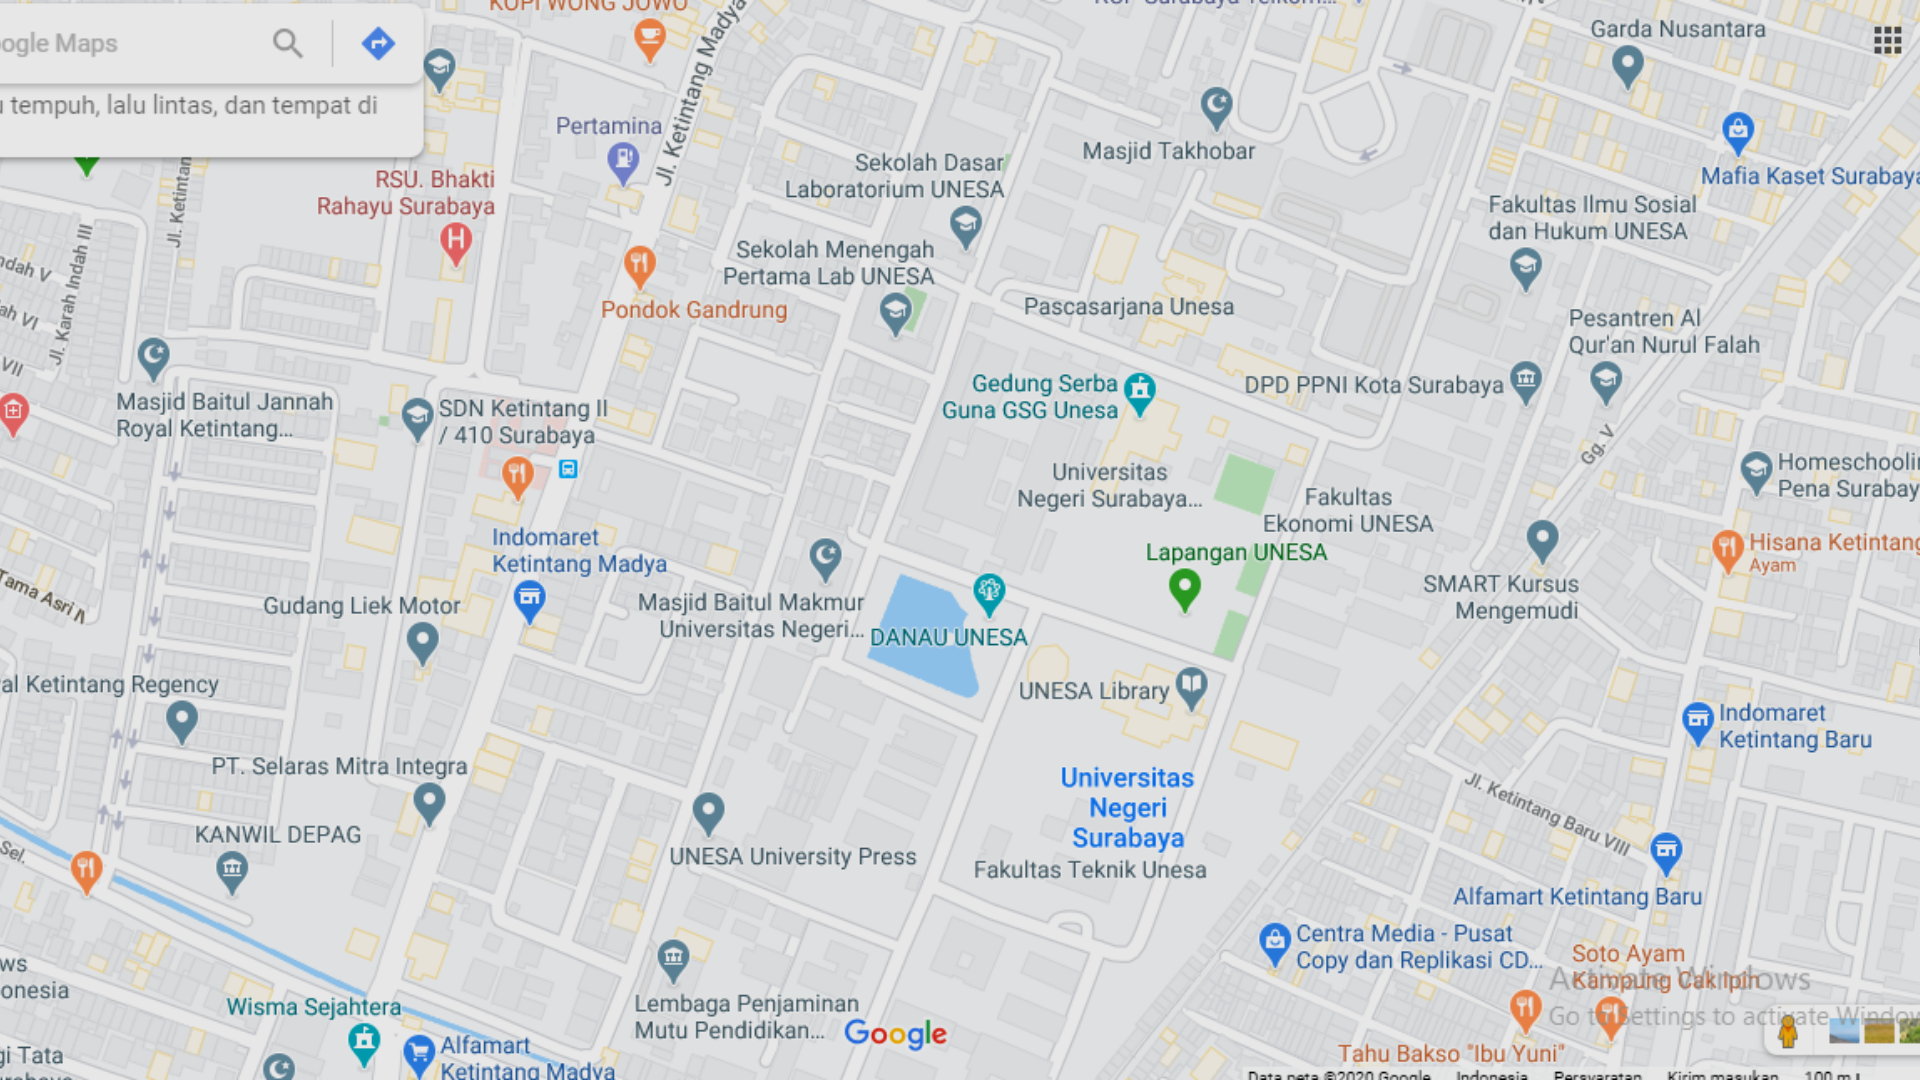 KOPI WONG JOWO
Google Maps
tempuh, lalu lintas, dan tempat di
Pertamina
Jl. Ketintang Madya
RSU. Bhakti
Rahayu Surabaya
Jl. Ketintan
Jl. Karah Indah III
ndah V
ah VI
VII
Sekolah Dasar
Laboratorium UNESA
Sekolah Menengah
Pertama Lab UNESA
Pondok Gandrung
Masjid Takhobar
Garda Nusantara
Mafia Kaset Surabaya
Fakultas Ilmu Sosial
dan Hukum UNESA
Pascasarjana Unesa
Pesantren Al
Qur'an Nurul Falah
Gedung Serba
Guna GSG Unesa
DPD PPNI Kota Surabaya
Masjid Baitul Jannah
Royal Ketintang...
SDN Ketintang II
/ 410 Surabaya
Gg. V
Universitas
Negeri Surabaya...
Fakultas
Ekonomi UNESA
Homeschoolin
Pena Surabay
Indomaret
Ketintang Madya
Lapangan UNESA
Hisana Ketintang
Ayam
Tama Asri
Gudang Liek Motor
Masjid Baitul Makmur
Universitas Negeri...
DANAU UNESA
SMART Kursus
Mengemudi
al Ketintang Regency
UNESA Library
Indomaret
Ketintang Baru
PT. Selaras Mitra Integra
Universitas
Negeri
Surabaya
Jl. Ketintang Baru VIII
KANWIL DEPAG
Sel.
UNESA University Press
Fakultas Teknik Unesa
Alfamart Ketintang Baru
Centra Media - Pusat
Copy dan Replikasi CD...
Soto Ayam
Kampung Cak Ipin
Activate Windows
Go to Settings to activate Windows
ws
onesia
Wisma Sejahtera
Lembaga Penjaminan
Mutu Pendidikan...
Google
gi Tata
Alfamart
Ketintang Madya
Tahu Bakso "Ibu Yuni"
Data peta ©2020 Google Indonesia Persyaratan Kirim masukan 100 m